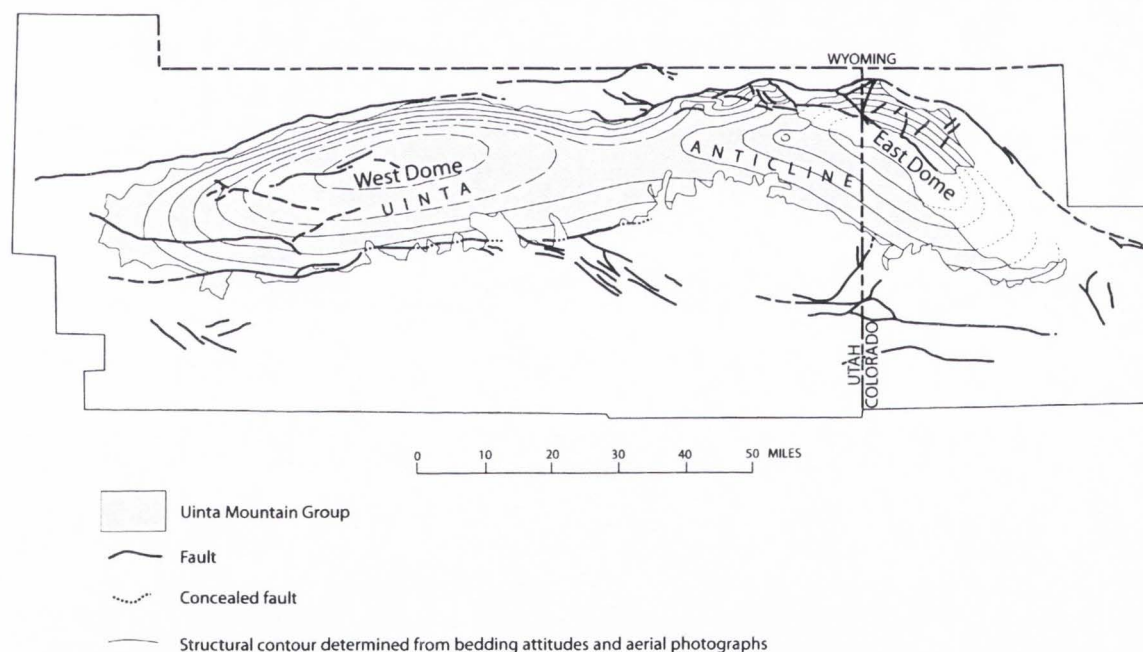 WYOMING
West Dome
UINTA
ANTICLINE
East Dome
UTAH
COLORADO
0 10 20 30 40 50 MILES
Uinta Mountain Group
Fault
Concealed fault
Structural contour determined from bedding attitudes and aerial photographs